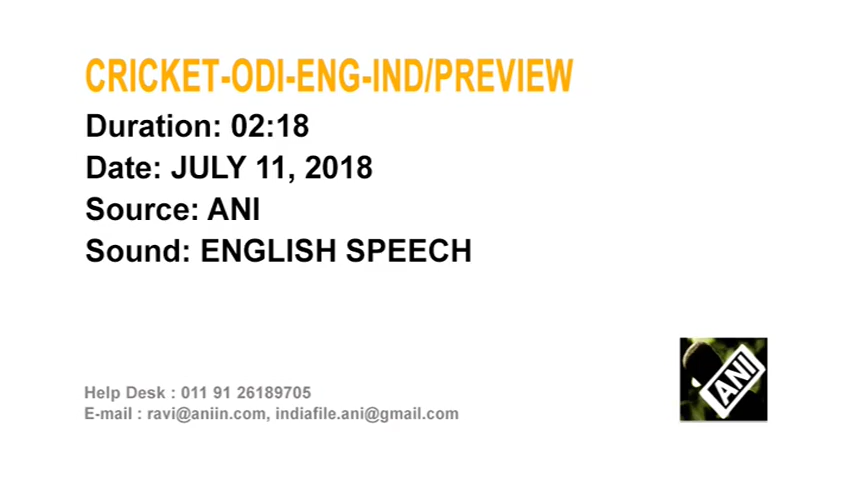 CRICKET-ODI-ENG-IND/PREVIEW
Duration: 02:18
Date: JULY 11, 2018
Source: ANI
Sound: ENGLISH SPEECH
Help Desk : 011 91 26189705
E-mail : ravi@aniin.com, indiafile.ani@gmail.com
ANI